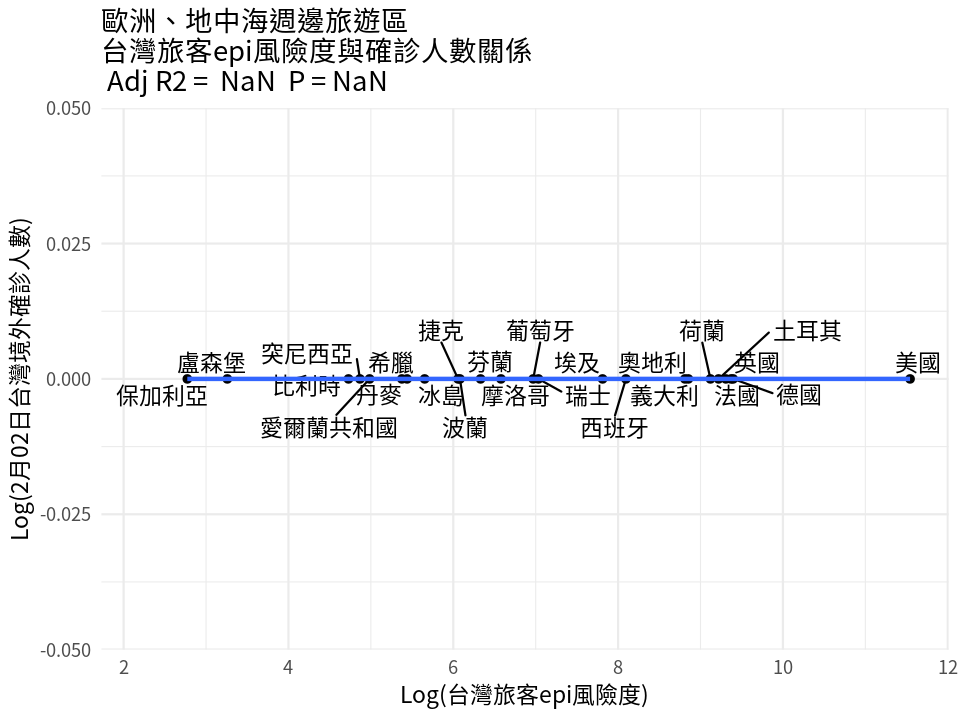 歐洲、地中海週邊旅遊區
台灣旅客epi風險度與確診人數關係
Adj R2 = NaN P = NaN
0.050
0.025
0.000
-0.025
-0.050
Log(2月02日台灣境外確診人數)
捷克
葡萄牙
荷蘭
土耳其
盧森堡
突尼西亞
希臘
芬蘭
埃及
奧地利
英國
美國
保加利亞
比利時
丹麥
冰島
摩洛哥
瑞士
義大利
法國
德國
愛爾蘭共和國
波蘭
西班牙
2
4
6
8
10
12
Log(台灣旅客epi風險度)